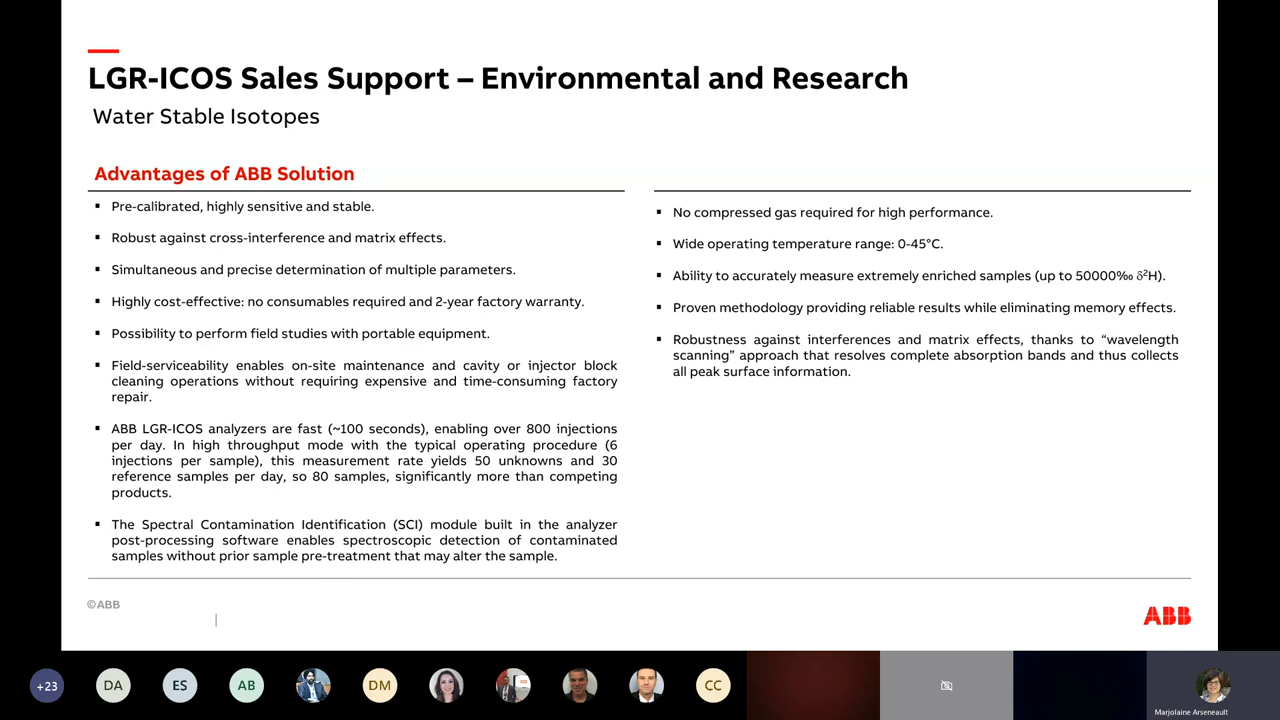 LGR-ICOS Sales Support – Environmental and Research
Water Stable Isotopes
Advantages of ABB Solution
▪ Pre-calibrated, highly sensitive and stable.
▪ Robust against cross-interference and matrix effects.
▪ Simultaneous and precise determination of multiple parameters.
▪ Highly cost-effective: no consumables required and 2-year factory warranty.
▪ Possibility to perform field studies with portable equipment.
▪ Field-serviceability enables on-site maintenance and cavity or injector block
cleaning operations without requiring expensive and time-consuming factory
repair.
▪ ABB LGR-ICOS analyzers are fast (~100 seconds), enabling over 800 injections
per day. In high throughput mode with the typical operating procedure (6
injections per sample), this measurement rate yields 50 unknowns and 30
reference samples per day, so 80 samples, significantly more than competing
products.
▪ The Spectral Contamination Identification (SCI) module built in the analyzer
post-processing software enables spectroscopic detection of contaminated
samples without prior sample pre-treatment that may alter the sample.
▪ No compressed gas required for high performance.
▪ Wide operating temperature range: 0-45°C.
▪ Ability to accurately measure extremely enriched samples (up to 50000‰ δ²H).
▪ Proven methodology providing reliable results while eliminating memory effects.
▪ Robustness against interferences and matrix effects, thanks to “wavelength
scanning” approach that resolves complete absorption bands and thus collects
all peak surface information.
©ABB
|
ABB
+23
DA
ES
AB
DM
CC
Marjolaine Arseneault